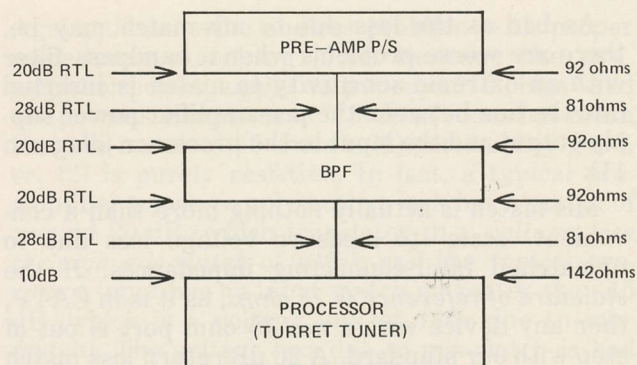 PRE-AMP P/S
20dB RTL 92 ohms
28dB RTL 81ohms
20dB RTL 92ohms
BPF
20dB RTL 92ohms
28dB RTL 81ohms
10dB 142ohms
PROCESSOR
(TURRET TUNER)